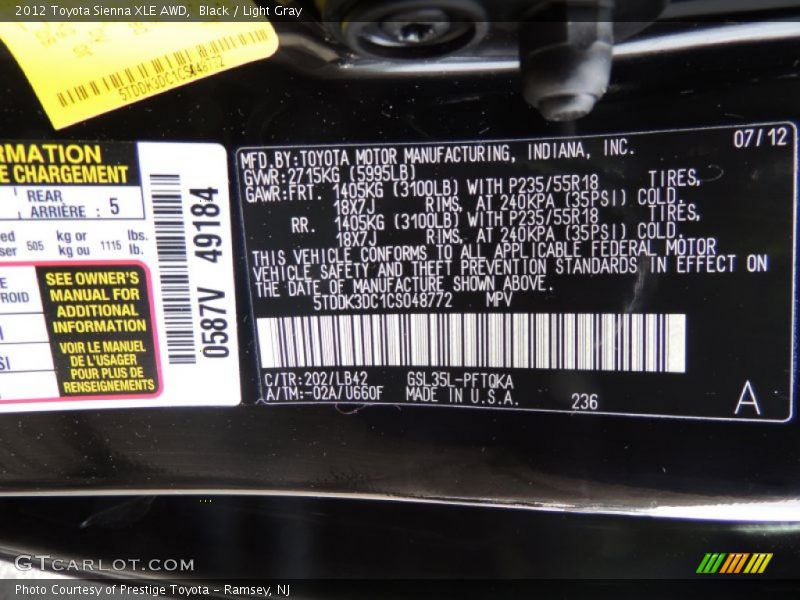 2012 Toyota Sienna XLE AWD, Black / Light Gray
5TDDK3DC1CS048772
RMATION
E CHARGEMENT
REAR
ARRIÈRE : 5
505 kg or
kg ou 1115 lbs.
lb.
SEE OWNER'S
MANUAL FOR
ADDITIONAL
INFORMATION
VOIR LE MANUEL
DE L'USAGER
POUR PLUS DE
RENSEIGNEMENTS
0587V 49184
MFD.BY:TOYOTA MOTOR MANUFACTURING, INDIANA, INC. 07/12
GVWR:2715KG (5995LB)
GAWR:FRT. 1405KG (3100LB) WITH P235/55R18 TIRES,
18X7J RIMS, AT 240KPA (35PSI) COLD.
RR. 1405KG (3100LB) WITH P235/55R18 TIRES,
18X7J RIMS, AT 240KPA (35PSI) COLD.
THIS VEHICLE CONFORMS TO ALL APPLICABLE FEDERAL MOTOR
VEHICLE SAFETY AND THEFT PREVENTION STANDARDS IN EFFECT ON
THE DATE OF MANUFACTURE SHOWN ABOVE.
5TDDK3DC1CS048772 MPV
C/TR:202/LB42 GSL35L-PFTQKA
A/TM:-02A/U660F MADE IN U.S.A. 236
A
GTCARLOT.COM
Photo Courtesy of Prestige Toyota - Ramsey, NJ